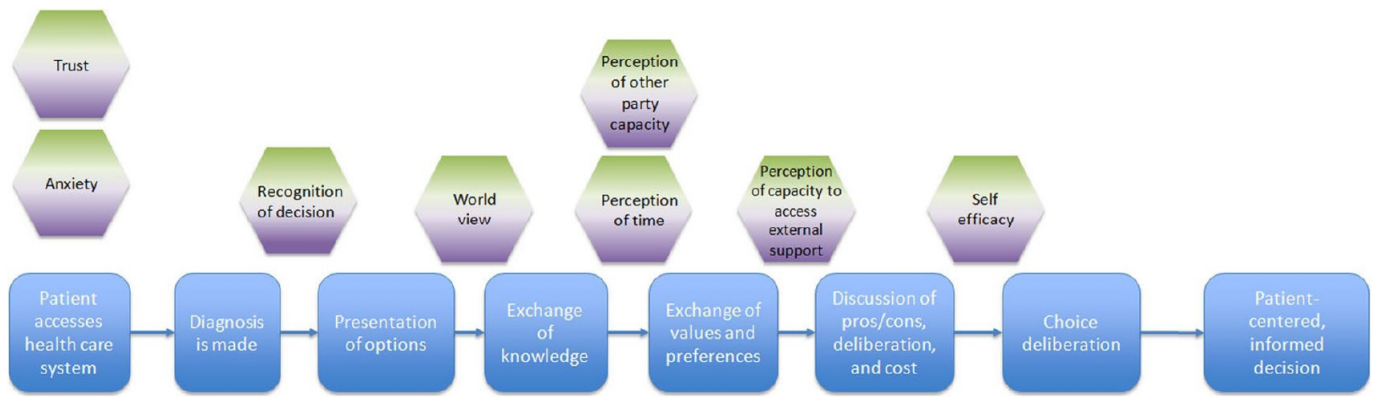 Trust
Anxiety
Recognition
of decision
World
view
Perception
of other
party
capacity
Perception
of time
Perception
of capacity to
access
external
support
Self
efficacy
Patient
accesses
health care
system
Diagnosis
is made
Presentation
of options
Exchange
of
knowledge
Exchange of
values and
preferences
Discussion of
pros/cons,
deliberation,
and cost
Choice
deliberation
Patient-
centered,
informed
decision